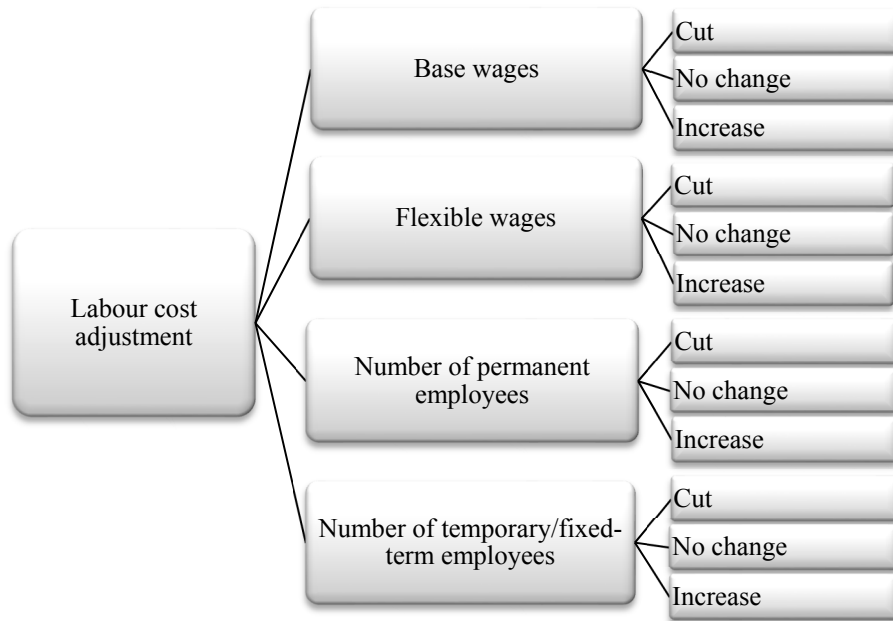 Labour cost
adjustment
Base wages
Cut
No change
Increase
Flexible wages
Cut
No change
Increase
Number of permanent
employees
Cut
No change
Increase
Number of temporary/fixed-
term employees
Cut
No change
Increase